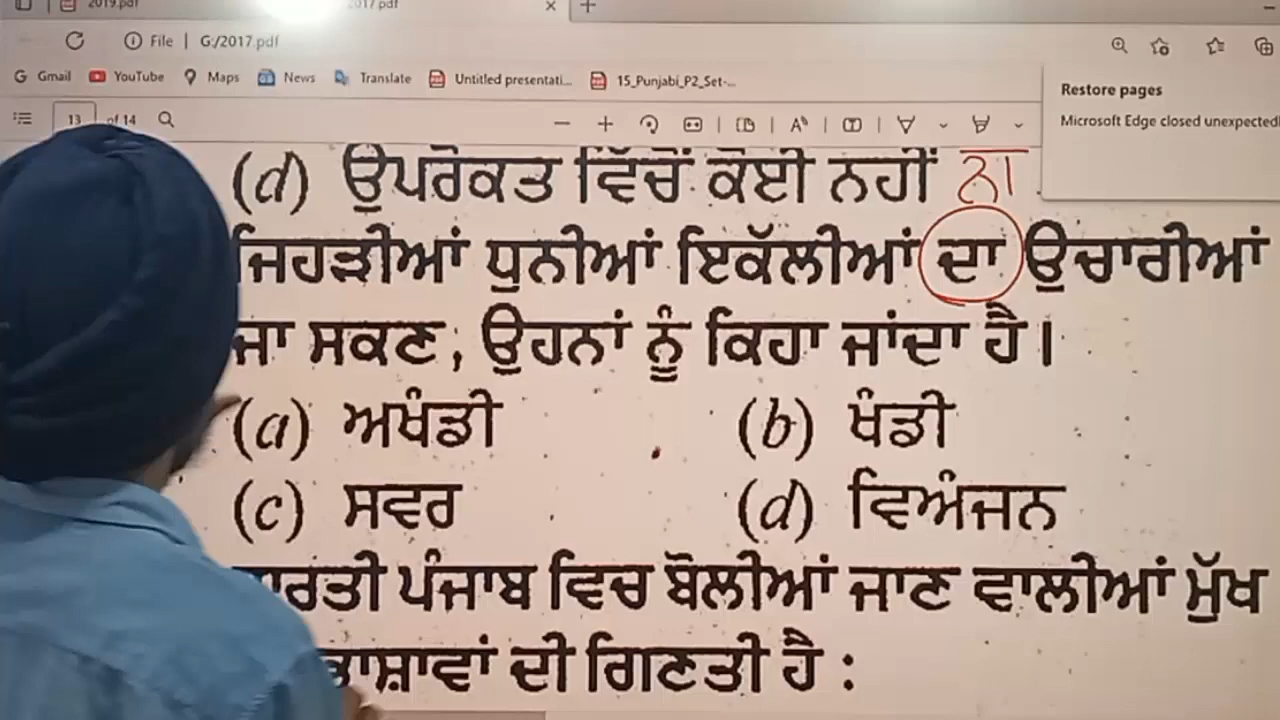 2019.pdf 2017.pdf
File | G:/2017.pdf
Gmail YouTube Maps News Translate Untitled presentati... 15_Punjabi_P2_Set-...
Restore pages
Microsoft Edge closed unexpected
13 of 14
(d) ਉਪਰੋਕਤ ਵਿੱਚੋਂ ਕੋਈ ਨਹੀਂ ਨਾ
ਜਿਹੜੀਆਂ ਧੁਨੀਆਂ ਇਕੱਲੀਆਂ ਦਾ ਉਚਾਰੀਆਂ
ਜਾ ਸਕਣ, ਉਹਨਾਂ ਨੂੰ ਕਿਹਾ ਜਾਂਦਾ ਹੈ।
(a) ਅਖੰਡੀ (b) ਖੰਡੀ
(c) ਸਵਰ (d) ਵਿਅੰਜਨ
ਪੰਜਾਬ ਵਿਚ ਬੋਲੀਆਂ ਜਾਣ ਵਾਲੀਆਂ ਮੁੱਖ
ਦੀ ਗਿਣਤੀ ਹੈ :